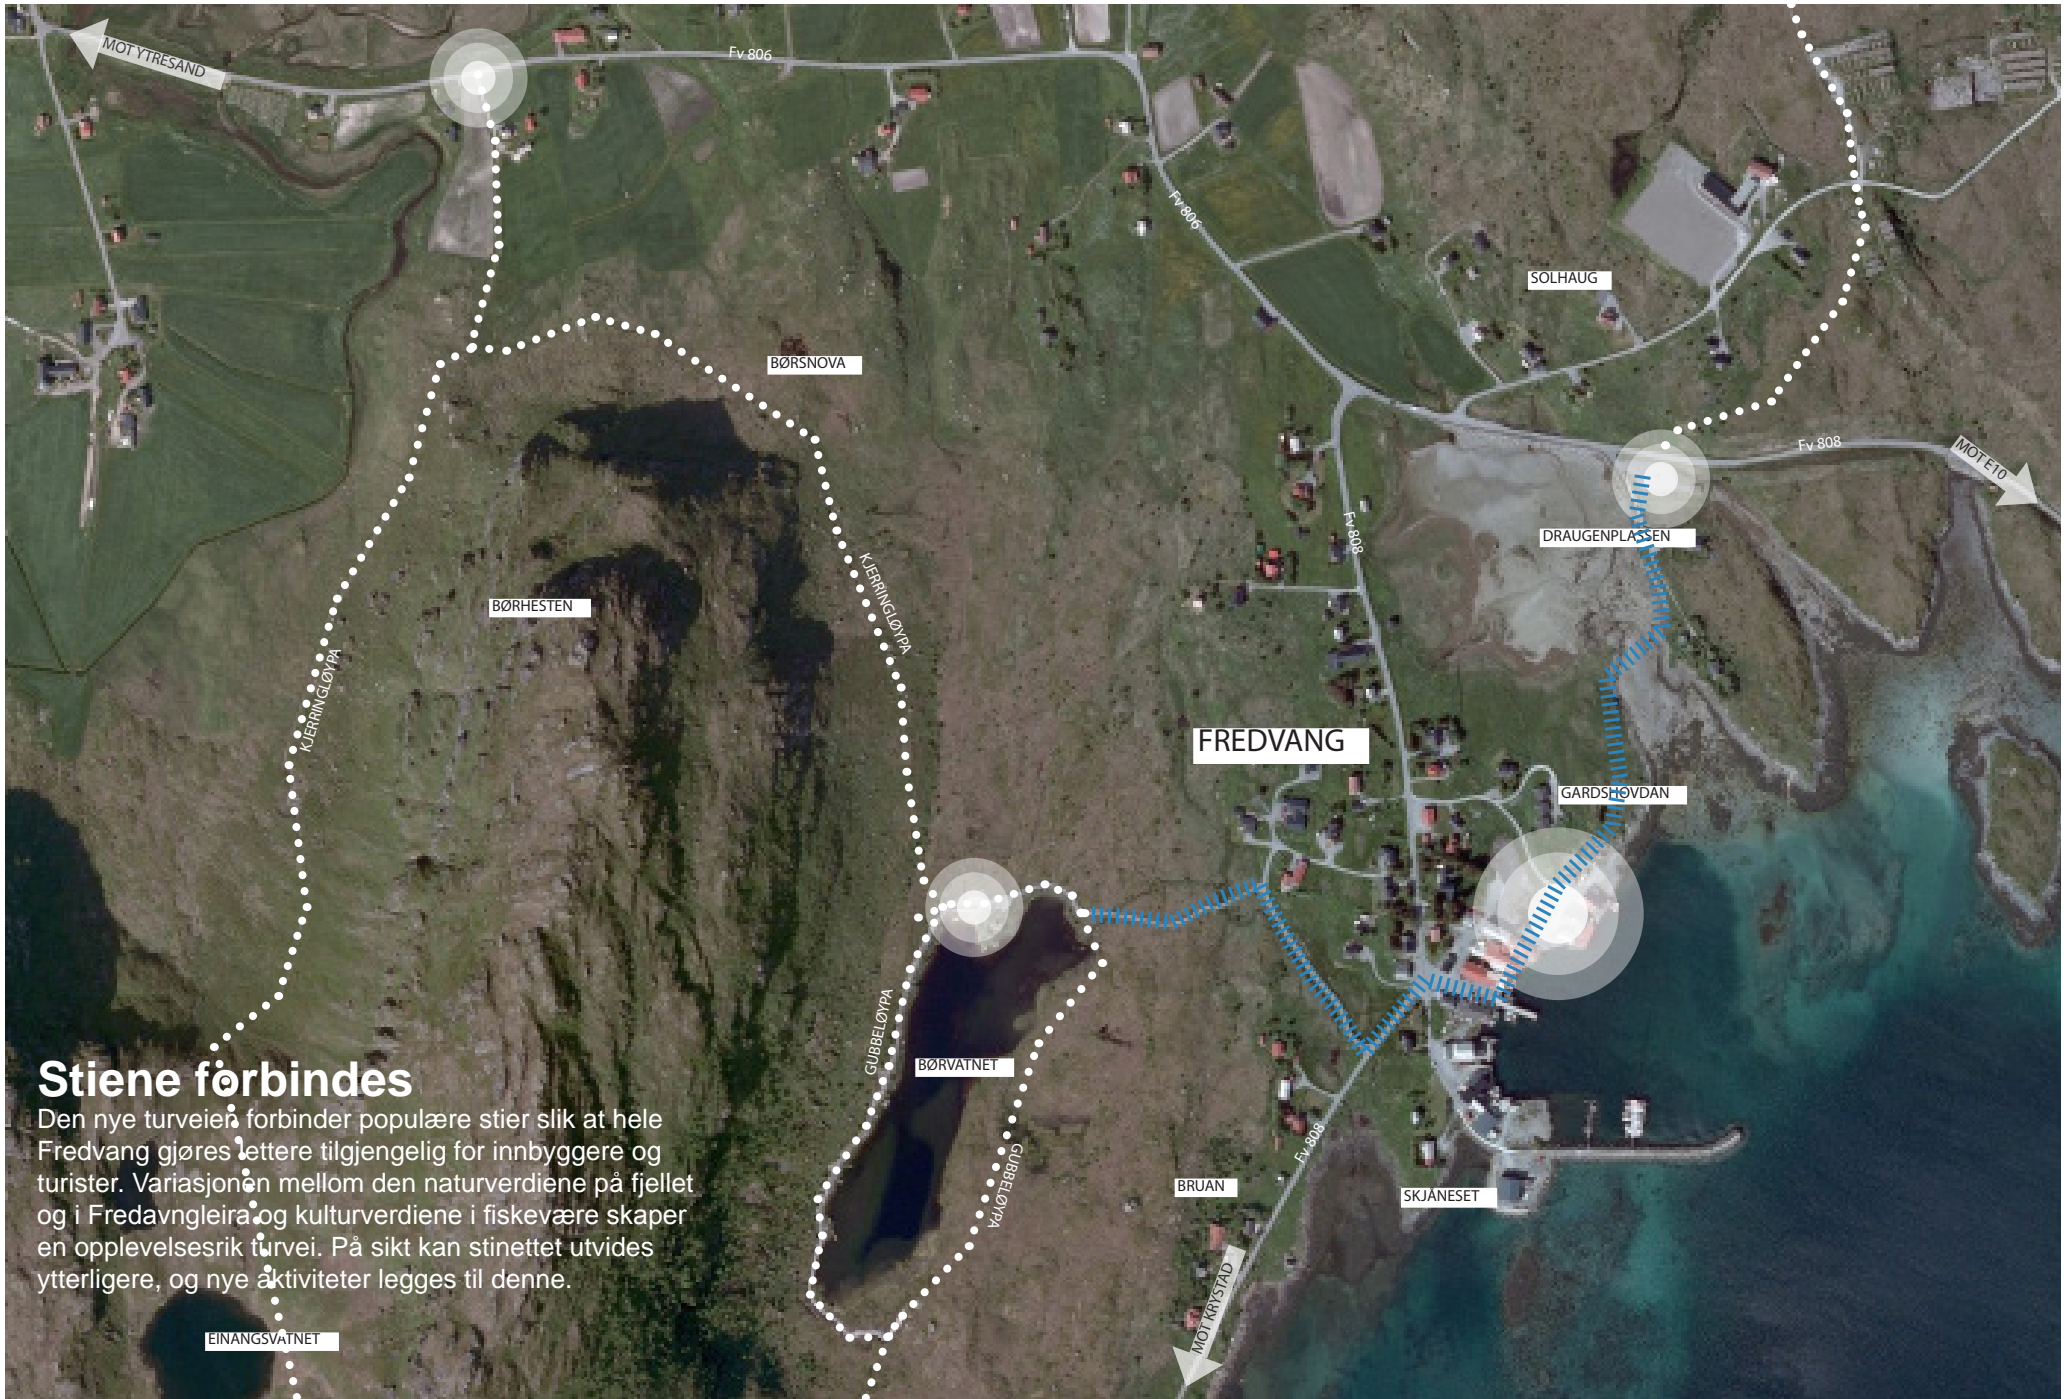 MOT YTRESAND
Fv 806
Fv 806
SOLHAUG
BØRSNOVA
Fv 808
MOT E10
Fv 808
DRAUGENPLASSEN
KJERRINGLØYPA
BØRHESTEN
KJERRINGLØYPA
FREDVANG
GARDSHOVDAN
GUBBELØYPA
BØRVATNET
Stiene forbindes
Den nye turveien forbinder populære stier slik at hele
Fredvang gjøres lettere tilgjengelig for innbyggere og
turister. Variasjonen mellom den naturverdiene på fjellet
og i Fredavngleira og kulturverdiene i fiskevære skaper
en opplevelsesrik turvei. På sikt kan stinettet utvides
ytterligere, og nye aktiviteter legges til denne.
GUBBELØYPA
Fv 808
BRUAN
SKJÅNESET
MOT KRYSTAD
EINANGSVATNET